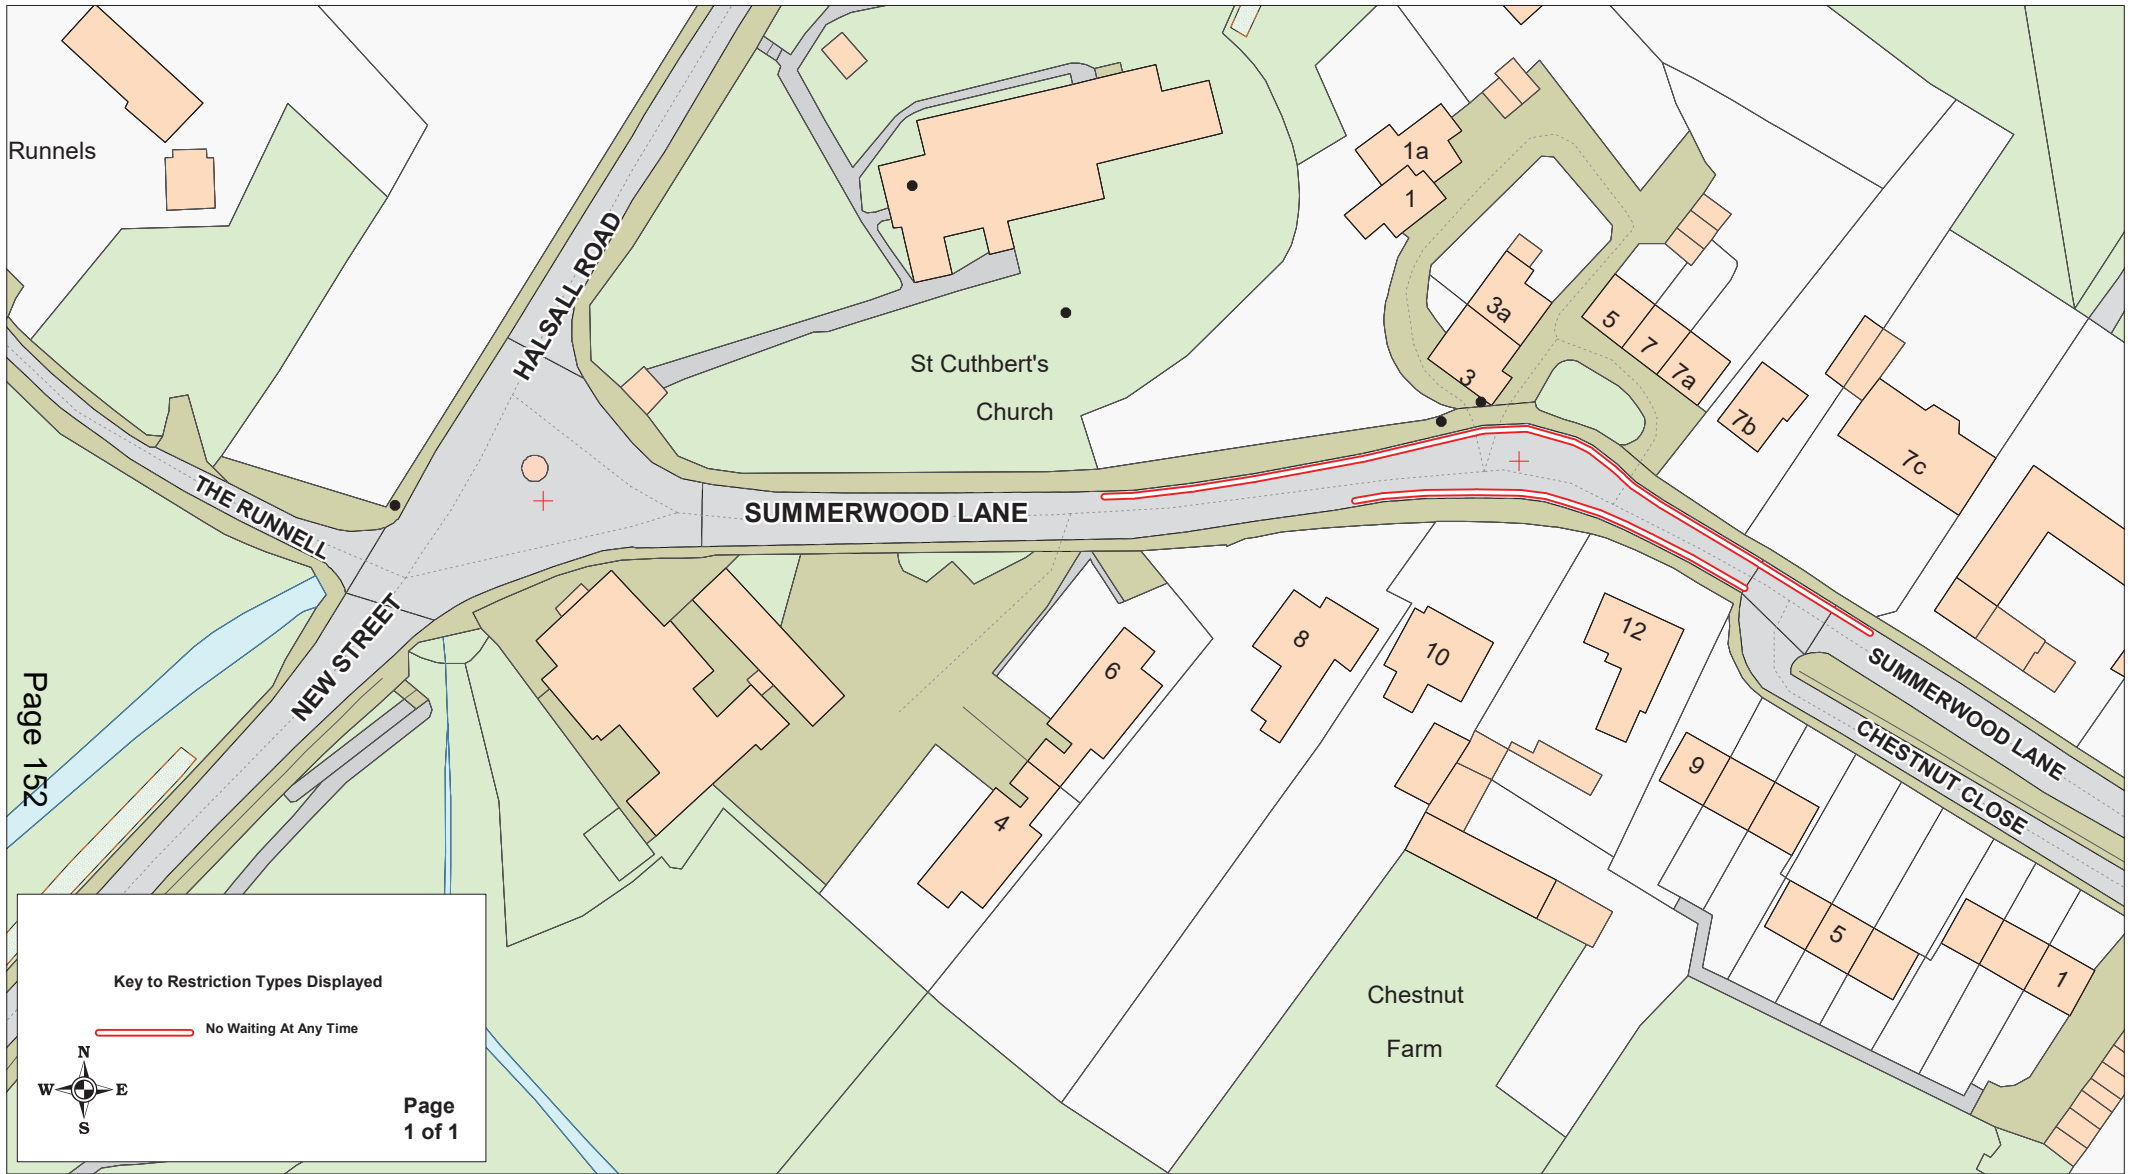 Runnels
HALSALL ROAD
1a
1
3a
3
5
7
7a
7b
7c
St Cuthbert's
Church
THE RUNNELL
SUMMERWOOD LANE
NEW STREET
6
8
10
12
4
SUMMERWOOD LANE
CHESTNUT CLOSE
9
5
1
Chestnut
Farm
Page 152
Key to Restriction Types Displayed
No Waiting At Any Time
N
W E
S
Page
1 of 1